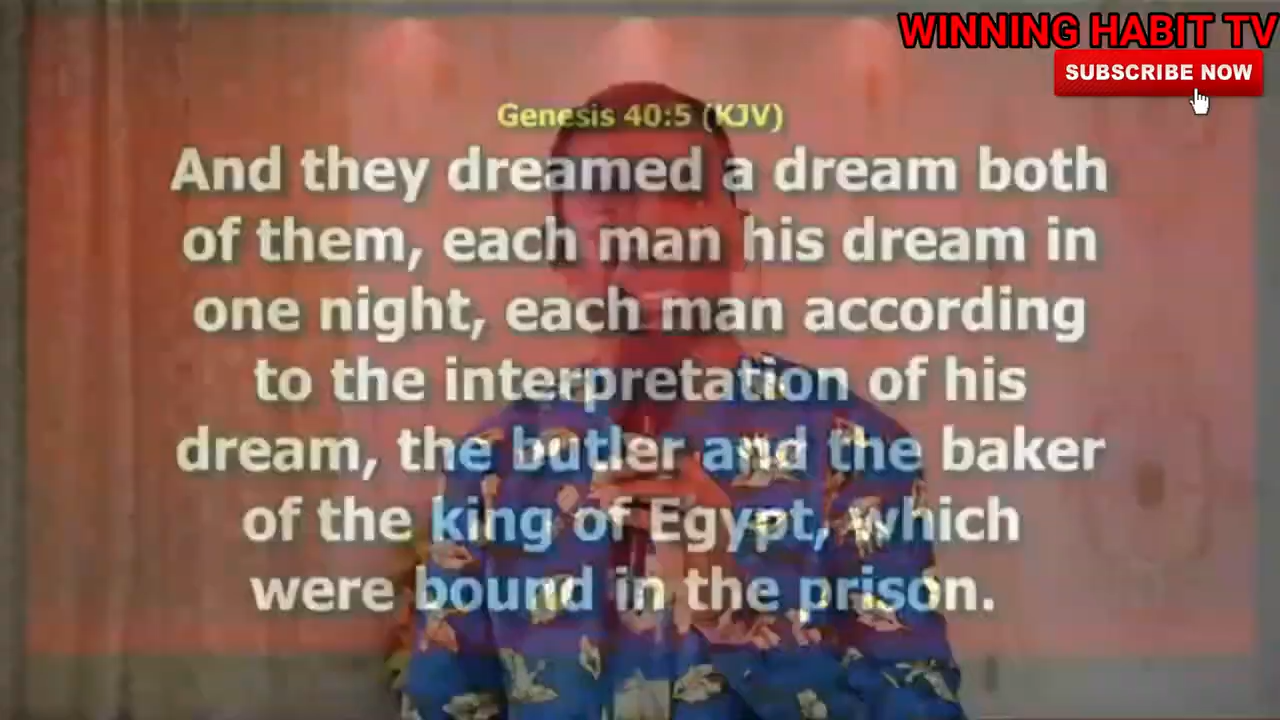 WINNING HABIT TV
SUBSCRIBE NOW
Genesis 40:5 (KJV)
And they dreamed a dream both
of them, each man his dream in
one night, each man according
to the interpretation of his
dream, the butler and the baker
of the king of Egypt, which
were bound in the prison.